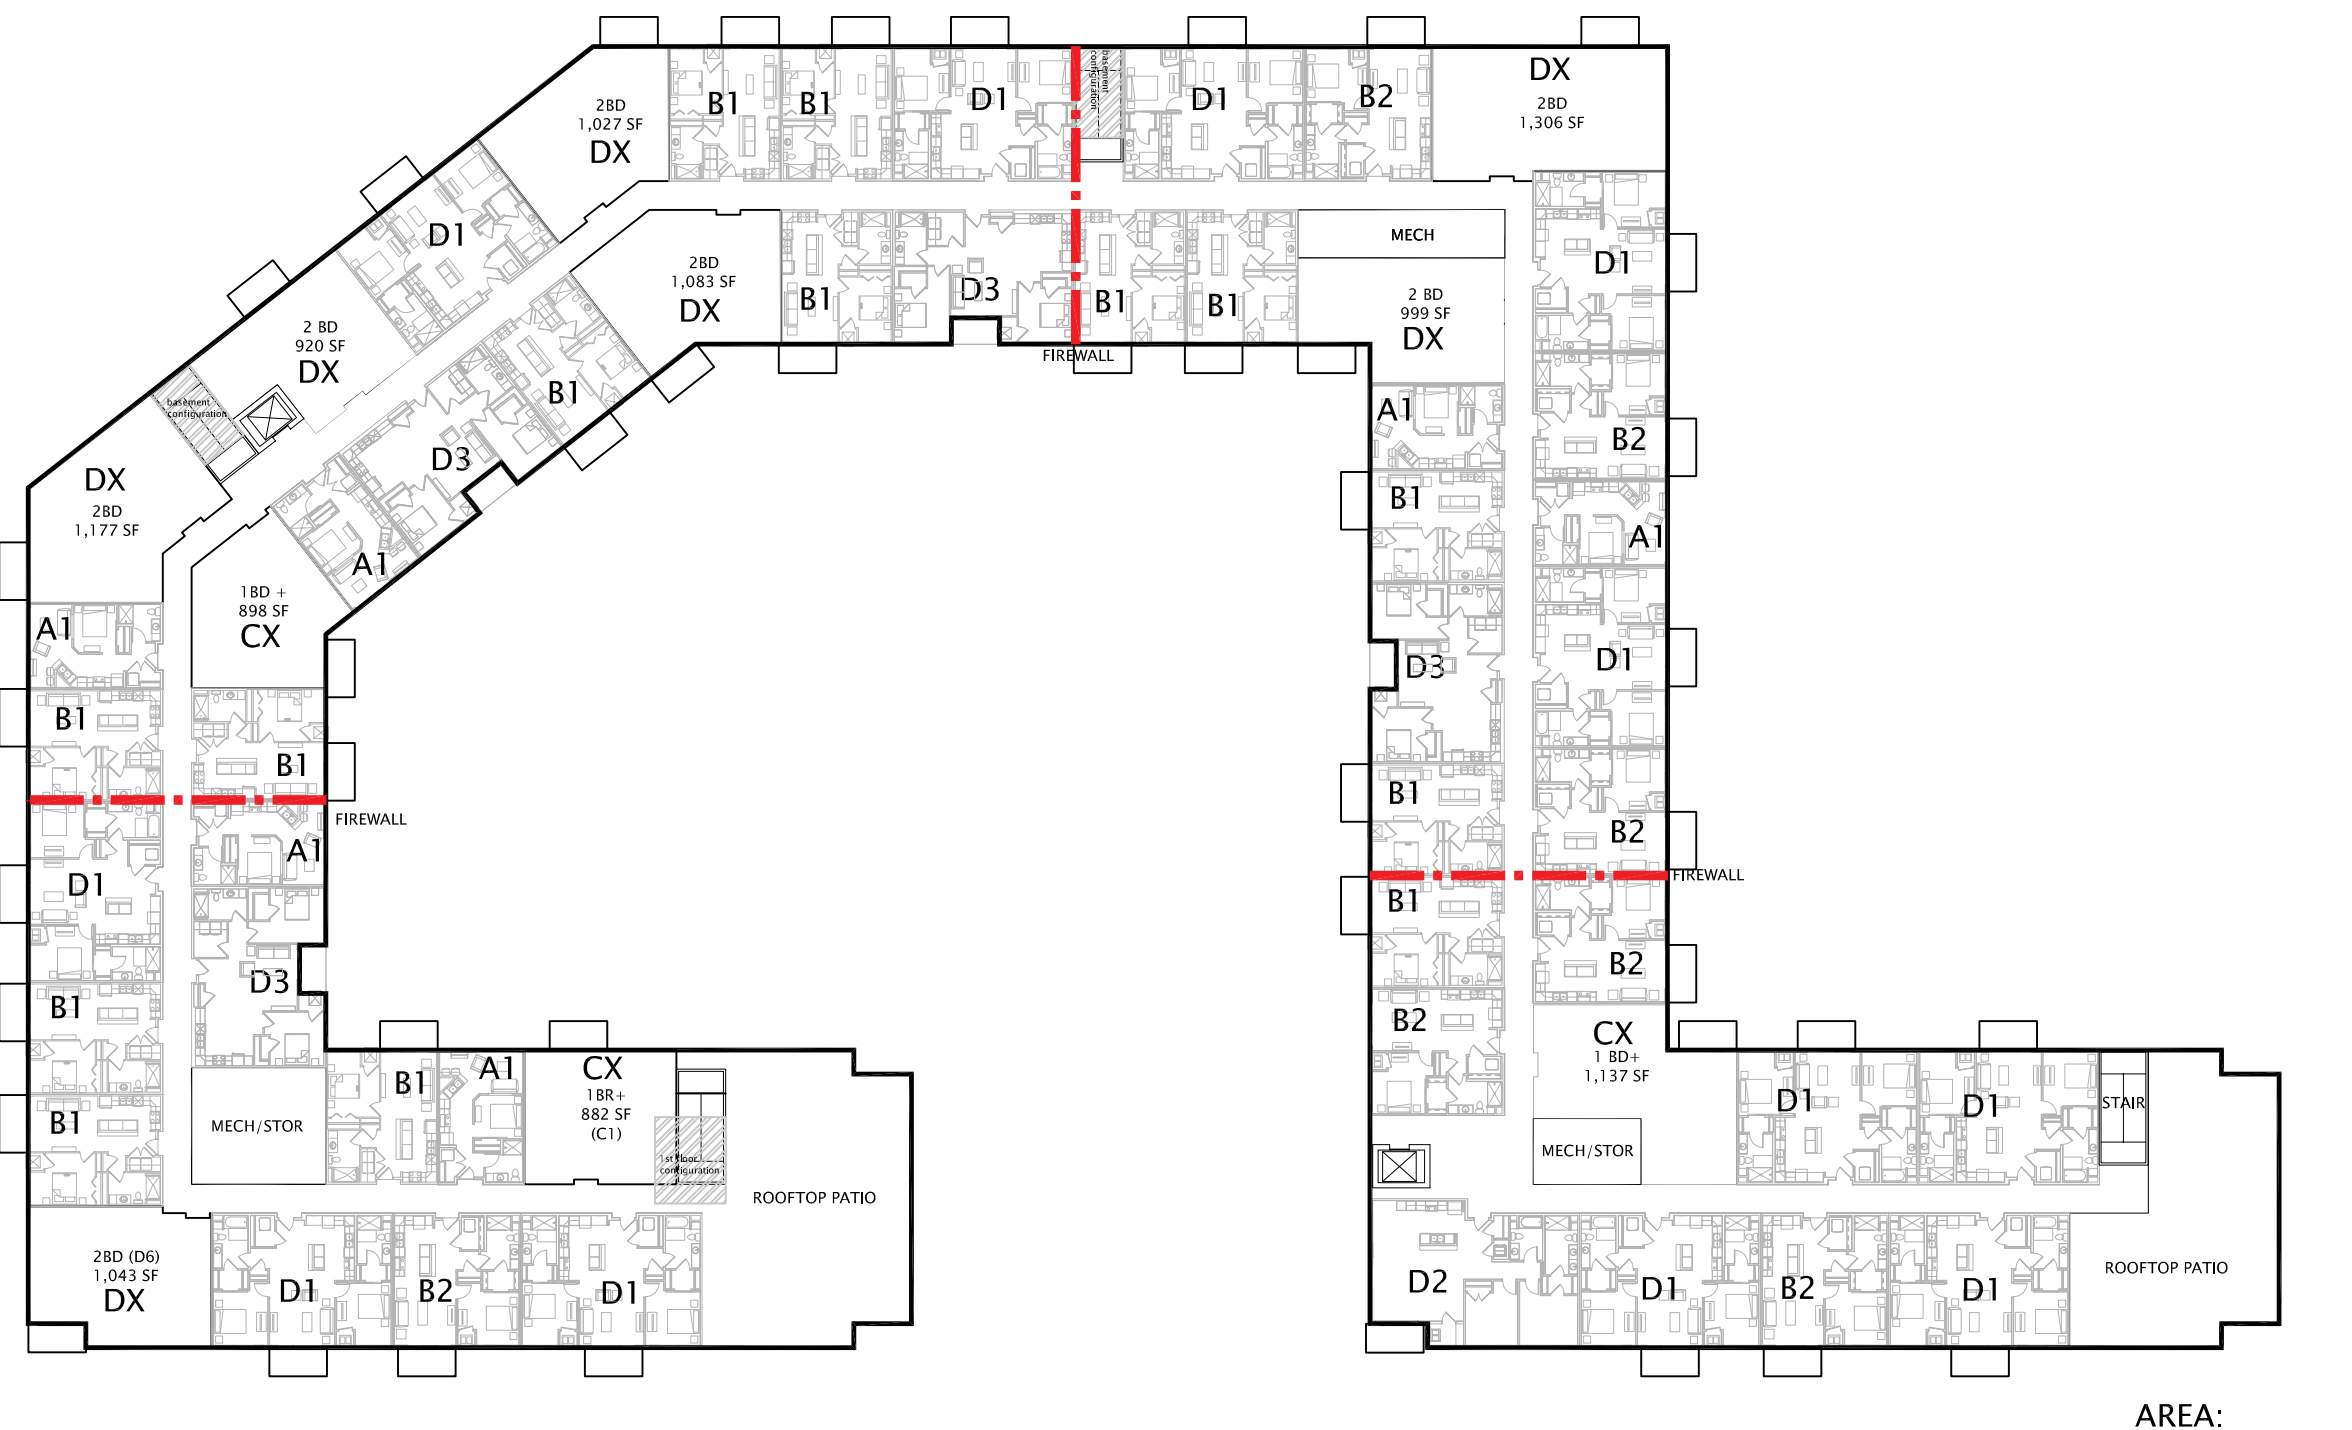 2BD
1,027 SF
DX
B1
B1
D1
basement
configuration
D1
B2
DX
2BD
1,306 SF
D1
2BD
1,083 SF
DX
B1
D3
B1
B1
FIREWALL
MECH
2 BD
999 SF
DX
D1
2 BD
920 SF
DX
B1
basement
configuration
D3
A1
B1
B2
A1
DX
2BD
1,177 SF
A1
1BD +
898 SF
CX
D3
D1
A1
B1
B1
B1
B2
FIREWALL
A1
D1
FIREWALL
B1
B2
D3
B1
B1
B2
CX
1 BD+
1,137 SF
MECH/STOR
B1
A1
CX
1BR+
882 SF
(C1)
1st floor
configuration
ROOFTOP PATIO
MECH/STOR
D1
D1
STAIR
2BD (D6)
1,043 SF
DX
D1
B2
D1
D2
D1
B2
D1
ROOFTOP PATIO
AREA: